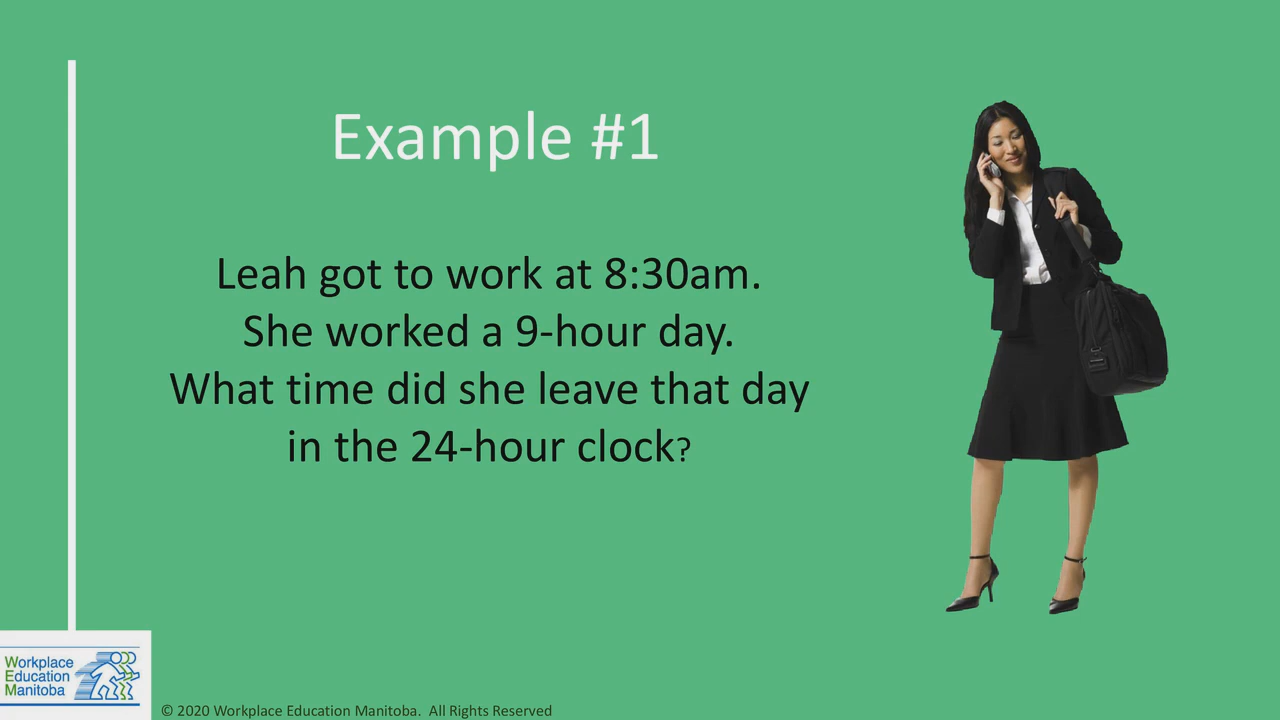 Example #1
Leah got to work at 8:30am.
She worked a 9-hour day.
What time did she leave that day
in the 24-hour clock?
Workplace
Education
Manitoba
© 2020 Workplace Education Manitoba. All Rights Reserved